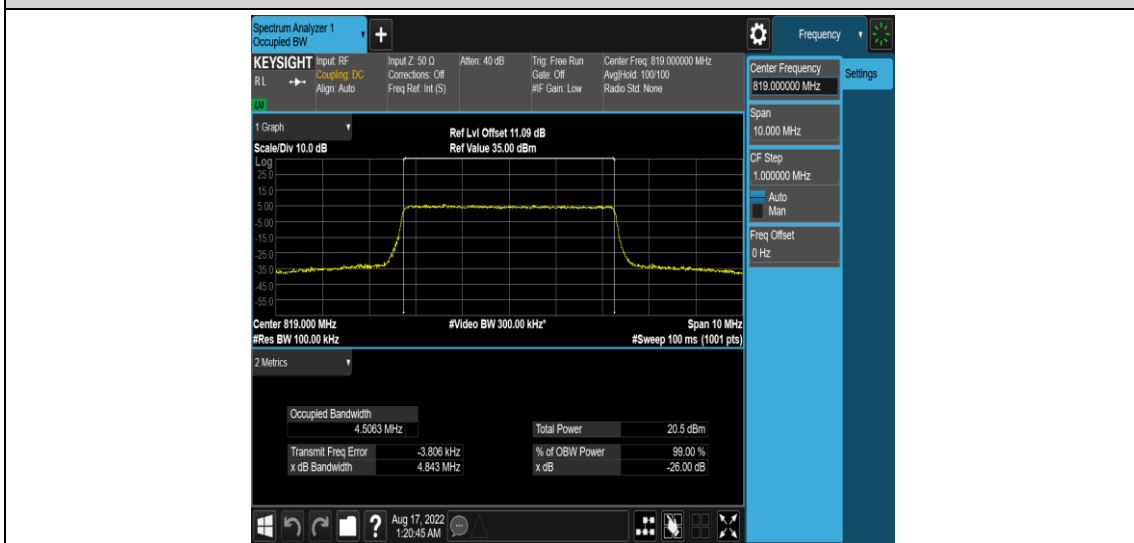 Spectrum Analyzer 1
Occupied BW
+
Frequency
KEYSIGHT
RL
LXI
Input: RF
Coupling: DC
Align: Auto
Input Z: 50 Ω
Corrections: Off
Freq Ref: Int (S)
Atten: 40 dB
Trig: Free Run
Gate: Off
#IF Gain: Low
Center Freq: 819.000000 MHz
Avg|Hold: 100/100
Radio Std: None
Center Frequency
819.000000 MHz
Settings
Span
10.000 MHz
CF Step
1.000000 MHz
Auto
Man
Freq Offset
0 Hz
1 Graph
Ref Lvl Offset 11.09 dB
Scale/Div 10.0 dB
Ref Value 35.00 dBm
Log
25.0
15.0
5.00
-5.00
-15.0
-25.0
-35.0
-45.0
-55.0
Center 819.000 MHz
#Video BW 300.00 kHz*
Span 10 MHz
#Res BW 100.00 kHz
#Sweep 100 ms (1001 pts)
2 Metrics
Occupied Bandwidth
4.5063 MHz
Total Power 20.5 dBm
Transmit Freq Error -3.806 kHz
% of OBW Power 99.00 %
x dB Bandwidth 4.843 MHz
x dB -26.00 dB
?
Aug 17, 2022
1:20:45 AM